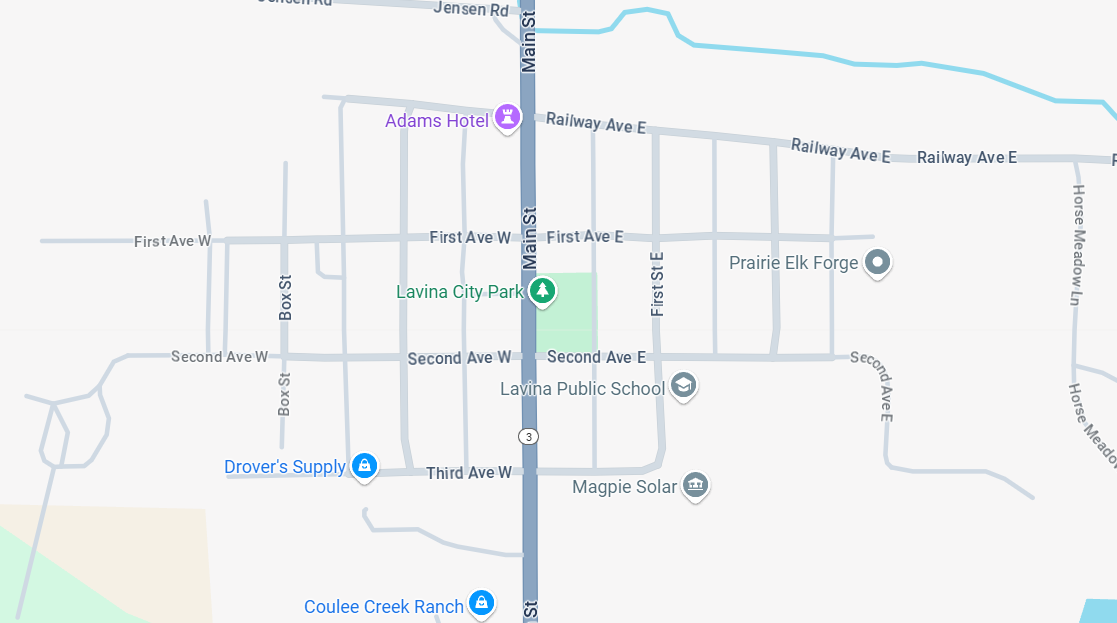 Jensen Rd
Jensen Rd
Main St
Adams Hotel
Railway Ave E
Railway Ave E
Railway Ave E
Horse Meadow Ln
First Ave W
First Ave W
Main St
First Ave E
First St E
Prairie Elk Forge
Lavina City Park
Box St
Second Ave W
Second Ave W
Second Ave E
Second Ave E
Lavina Public School
Box St
Horse Meadow
3
Drover's Supply
Third Ave W
Magpie Solar
Coulee Creek Ranch
St